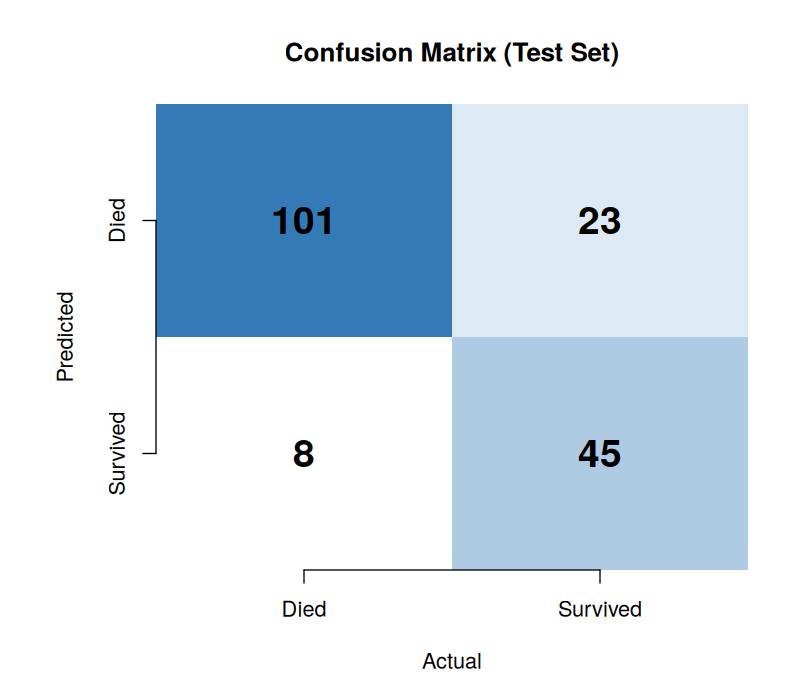 Confusion Matrix (Test Set)
Predicted
Died
101
23
Survived
8
45
Died
Survived
Actual